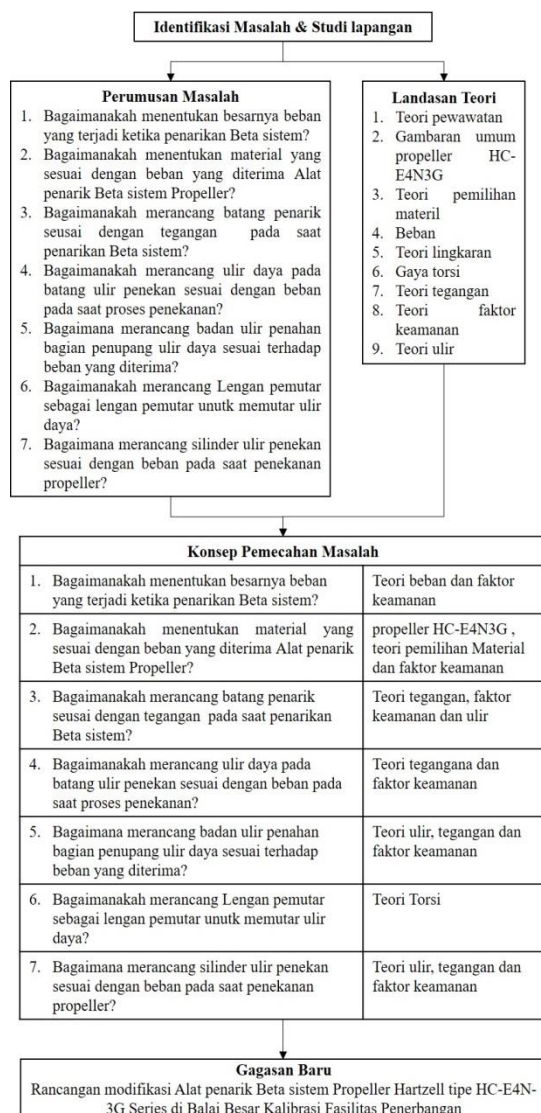 Identifikasi Masalah & Studi lapangan
Perumusan Masalah
1. Bagaimanakah menentukan besarnya beban
yang terjadi ketika penarikan Beta sistem?
2. Bagaimanakah menentukan material yang
sesuai dengan beban yang diterima Alat
penarik Beta sistem Propeller?
3. Bagaimanakah merancang batang penarik
seusai dengan tegangan pada saat
penarikan Beta sistem?
4. Bagaimanakah merancang ulir daya pada
batang ulir penekan sesuai dengan beban
pada saat proses penekanan?
5. Bagaimana merancang badan ulir penahan
bagian penupang ulir daya sesuai terhadap
beban yang diterima?
6. Bagaimanakah merancang Lengan pemutar
sebagai lengan pemutar unutk memutar ulir
daya?
7. Bagaimana merancang silinder ulir penekan
sesuai dengan beban pada saat penekanan
propeller?
Landasan Teori
1. Teori pewawatan
2. Gambaran umum
propeller HC-
E4N3G
3. Teori pemilihan
materil
4. Beban
5. Teori lingkaran
6. Gaya torsi
7. Teori tegangan
8. Teori faktor
keamanan
9. Teori ulir
Konsep Pemecahan Masalah
1. Bagaimanakah menentukan besarnya beban
yang terjadi ketika penarikan Beta sistem?
Teori beban dan faktor
keamanan
2. Bagaimanakah menentukan material yang
sesuai dengan beban yang diterima Alat penarik
Beta sistem Propeller?
propeller HC-E4N3G ,
teori pemilihan Material
dan faktor keamanan
3. Bagaimanakah merancang batang penarik
seusai dengan tegangan pada saat penarikan
Beta sistem?
Teori tegangan, faktor
keamanan dan ulir
4. Bagaimanakah merancang ulir daya pada
batang ulir penekan sesuai dengan beban pada
saat proses penekanan?
Teori tegangana dan
faktor keamanan
5. Bagaimana merancang badan ulir penahan
bagian penupang ulir daya sesuai terhadap
beban yang diterima?
Teori ulir, tegangan dan
faktor keamanan
6. Bagaimanakah merancang Lengan pemutar
sebagai lengan pemutar unutk memutar ulir
daya?
Teori Torsi
7. Bagaimana merancang silinder ulir penekan
sesuai dengan beban pada saat penekanan
propeller?
Teori ulir, tegangan dan
faktor keamanan
Gagasan Baru
Rancangan modifikasi Alat penarik Beta sistem Propeller Hartzell tipe HC-E4N-
3G Series di Balai Besar Kalibrasi Fasilitas Penerbangan